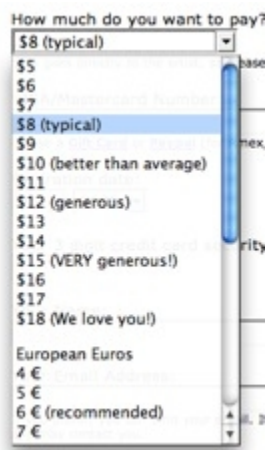 How much do you want to pay?
$8 (typical)
$5
$6
$7
$8 (typical)
$9
$10 (better than average)
$11
$12 (generous)
$13
$14
$15 (VERY generous!)
$16
$17
$18 (We love you!)
European Euros
4 €
5 €
6 € (recommended)
7 €